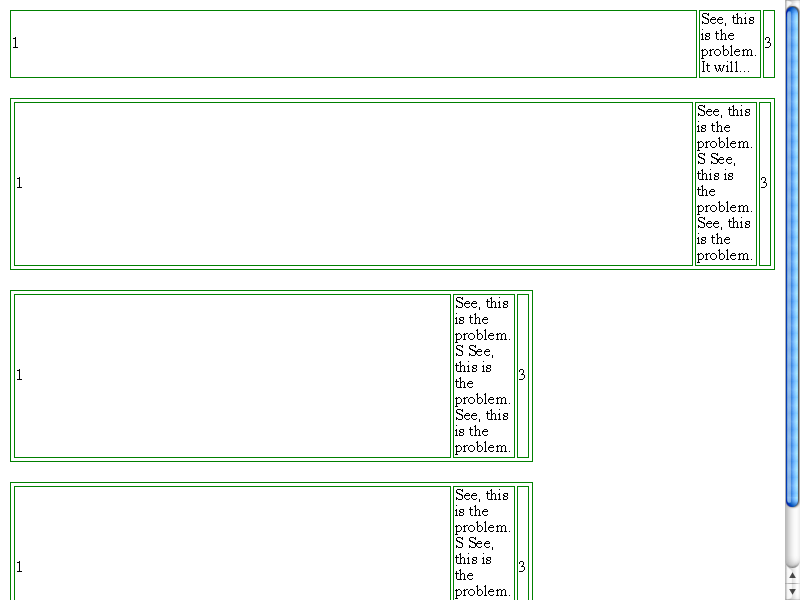 1
See, this
is the
problem.
It will...
3
1
See, this
is the
problem.
S See,
this is
the
problem.
See, this
is the
problem.
3
1
See, this
is the
problem.
S See,
this is
the
problem.
See, this
is the
problem.
3
1
See, this
is the
problem.
S See,
this is
the
problem.
3